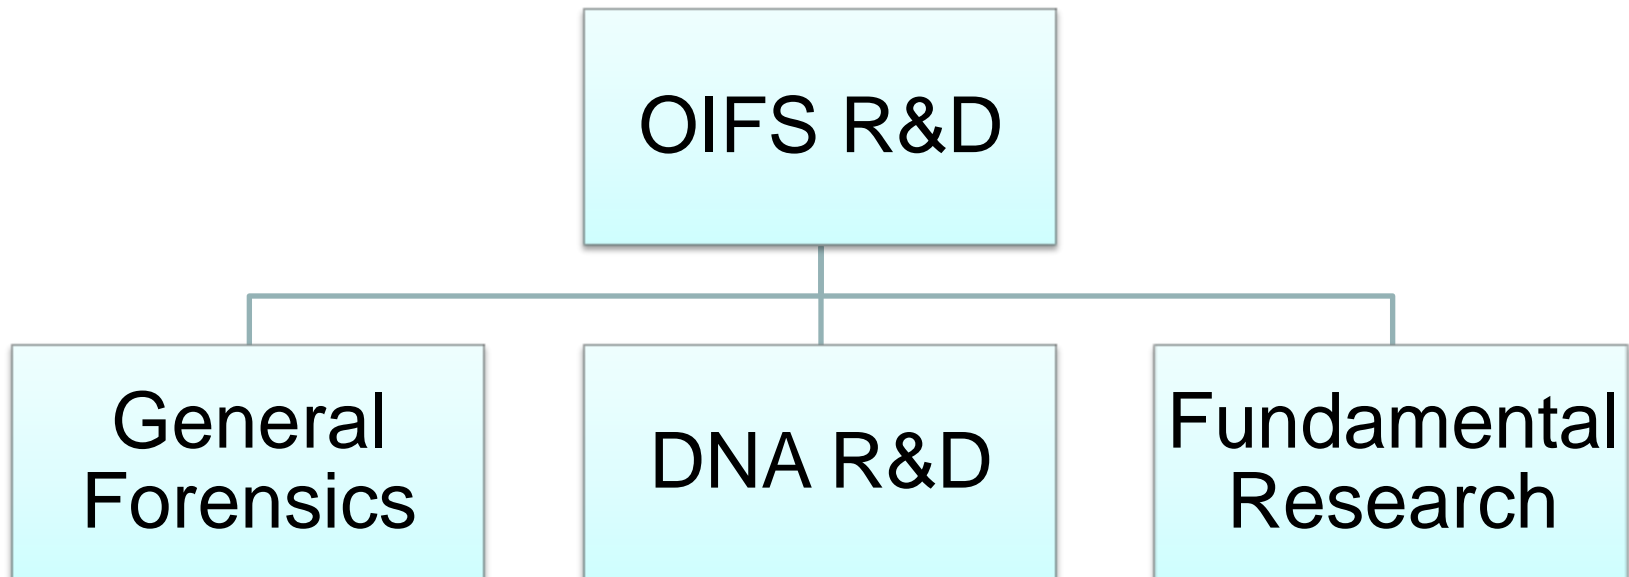 OIFS R&D
General
Forensics
DNA R&D
Fundamental
Research